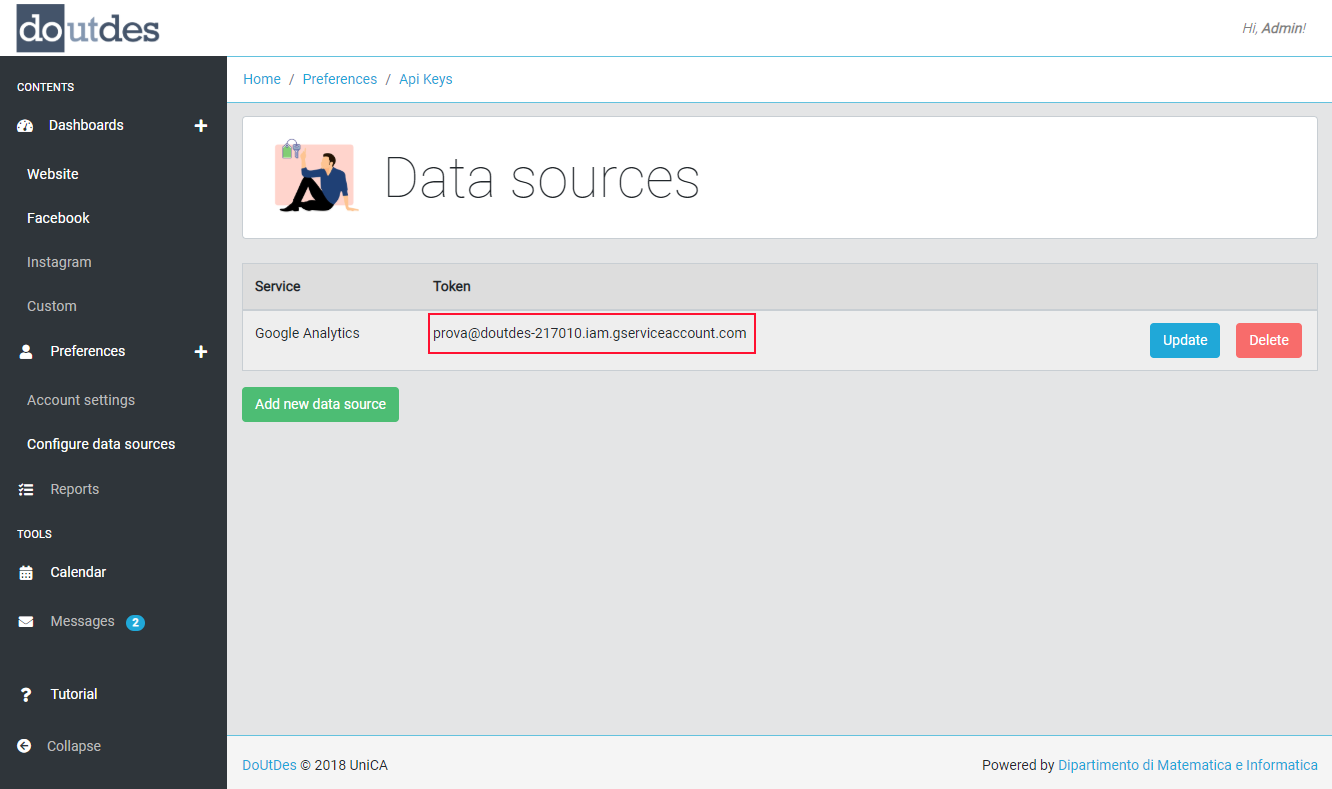 doutdes
Hi, Admin!
CONTENTS
Dashboards
Website
Facebook
Instagram
Custom
Preferences
Account settings
Configure data sources
Reports
TOOLS
Calendar
Messages 2
Tutorial
Collapse
Home / Preferences / Api Keys
Data sources
Service Token
Google Analytics prova@doutdes-217010.iam.gserviceaccount.com Update Delete
Add new data source
DoUtDes © 2018 UniCA
Powered by Dipartimento di Matematica e Informatica